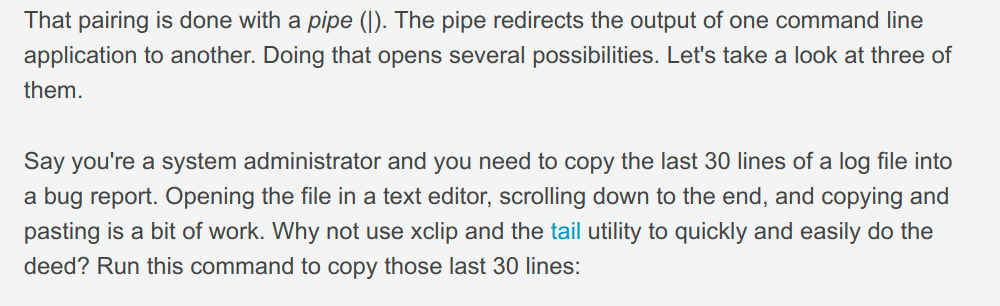 That pairing is done with a pipe (|). The pipe redirects the output of one command line
application to another. Doing that opens several possibilities. Let's take a look at three of
them.
Say you're a system administrator and you need to copy the last 30 lines of a log file into
a bug report. Opening the file in a text editor, scrolling down to the end, and copying and
pasting is a bit of work. Why not use xclip and the tail utility to quickly and easily do the
deed? Run this command to copy those last 30 lines: